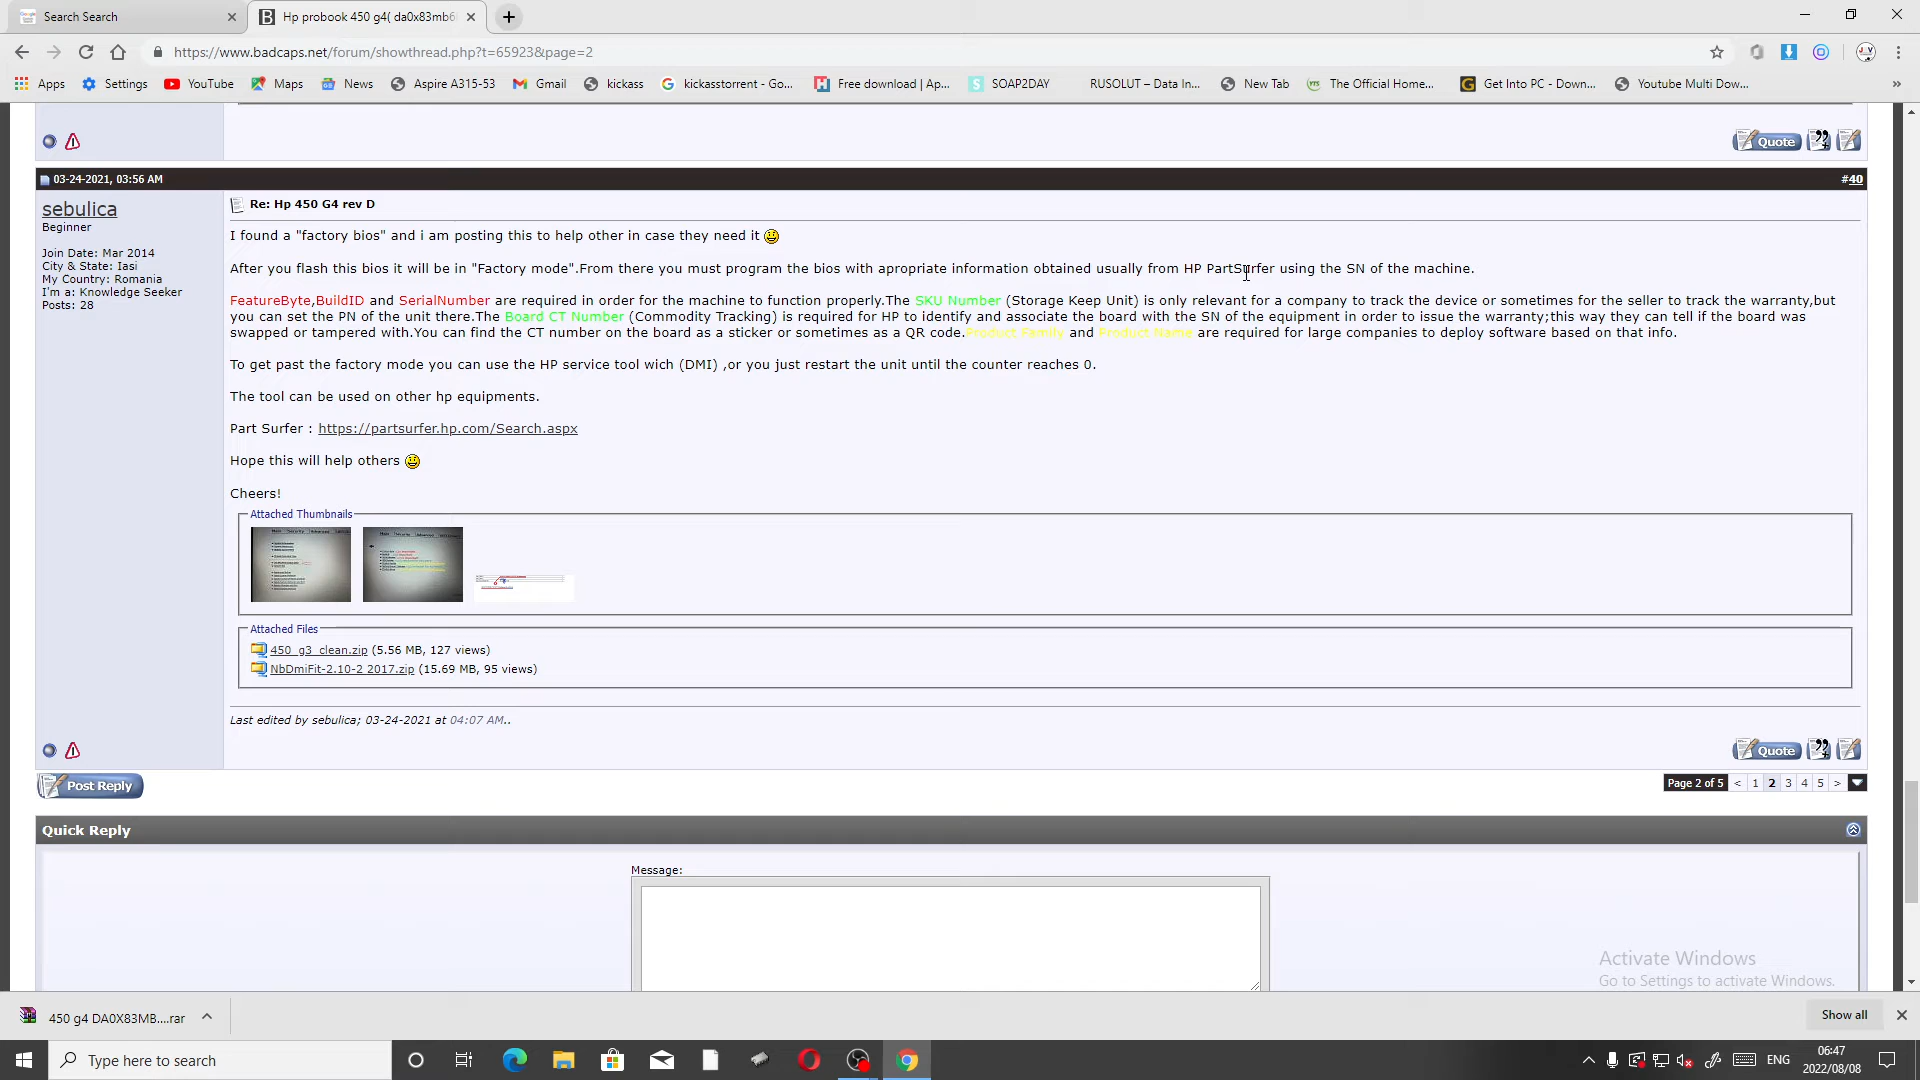 Search Search
Hp probook 450 g4( da0x83mb6
https://www.badcaps.net/forum/showthread.php?t=65923&page=2
Apps Settings YouTube Maps News Aspire A315-53 Gmail kickass kickasstorrent - Go... Free download | Ap... SOAP2DAY RUSOLUT – Data In... New Tab The Official Home... Get Into PC - Down... Youtube Multi Dow... »
Quote
03-24-2021, 03:56 AM #40
sebulica
Beginner
Join Date: Mar 2014
City & State: Iasi
My Country: Romania
I'm a: Knowledge Seeker
Posts: 28
Re: Hp 450 G4 rev D
I found a "factory bios" and i am posting this to help other in case they need it
After you flash this bios it will be in "Factory mode".From there you must program the bios with apropriate information obtained usually from HP PartSurfer using the SN of the machine.
FeatureByte,BuildID and SerialNumber are required in order for the machine to function properly.The SKU Number (Storage Keep Unit) is only relevant for a company to track the device or sometimes for the seller to track the warranty,but
you can set the PN of the unit there.The Board CT Number (Commodity Tracking) is required for HP to identify and associate the board with the SN of the equipment in order to issue the warranty;this way they can tell if the board was
swapped or tampered with.You can find the CT number on the board as a sticker or sometimes as a QR code.Product Family and Product Name are required for large companies to deploy software based on that info.
To get past the factory mode you can use the HP service tool wich (DMI) ,or you just restart the unit until the counter reaches 0.
The tool can be used on other hp equipments.
Part Surfer : https://partsurfer.hp.com/Search.aspx
Hope this will help others
Cheers!
Attached Thumbnails
Attached Files
450_g3_clean.zip (5.56 MB, 127 views)
NbDmiFit-2.10-2 2017.zip (15.69 MB, 95 views)
Last edited by sebulica; 03-24-2021 at 04:07 AM..
Quote
Post Reply
Page 2 of 5 < 1 2 3 4 5 >
Quick Reply
Message:
Activate Windows
Go to Settings to activate Windows.
450 g4 DA0X83MB....rar
Show all
Type here to search
ENG
06:47
2022/08/08